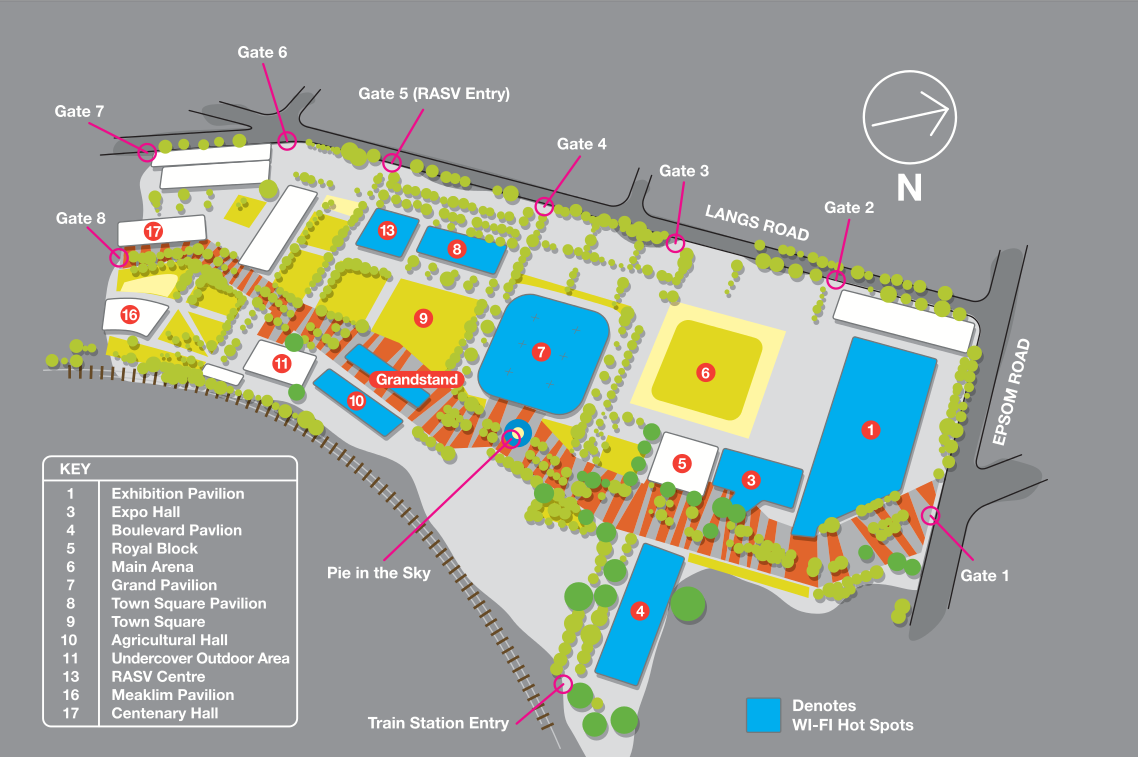 Gate 6
Gate 5 (RASV Entry)
Gate 7
Gate 4
Gate 3
N
Gate 2
LANGS ROAD
Gate 8
17
13
8
16
9
7
11
Grandstand
6
10
EPSOM ROAD
1
5
3
Pie in the Sky
Gate 1
4
Train Station Entry
KEY
1 Exhibition Pavilion
3 Expo Hall
4 Boulevard Pavlion
5 Royal Block
6 Main Arena
7 Grand Pavilion
8 Town Square Pavilion
9 Town Square
10 Agricultural Hall
11 Undercover Outdoor Area
13 RASV Centre
16 Meaklim Pavilion
17 Centenary Hall
Denotes
WI-FI Hot Spots